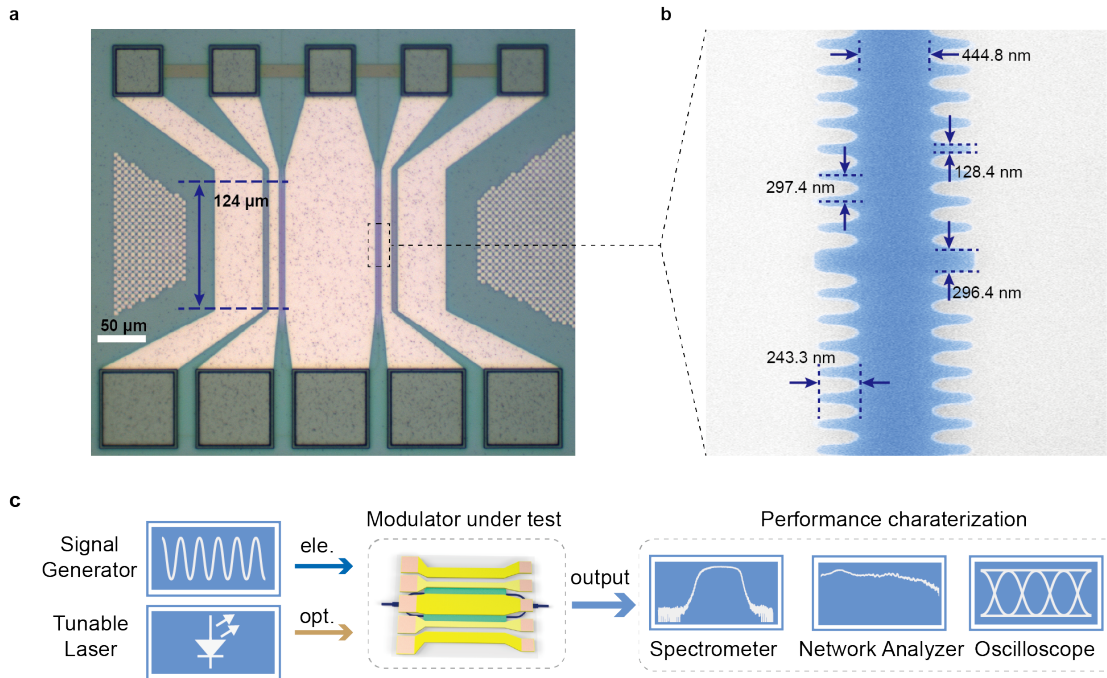 a
b
124 μm
50 μm
444.8 nm
128.4 nm
297.4 nm
296.4 nm
243.3 nm
c
Signal
Generator
ele.
Tunable
Laser
opt.
Modulator under test
output
Performance charaterization
Spectrometer
Network Analyzer
Oscilloscope